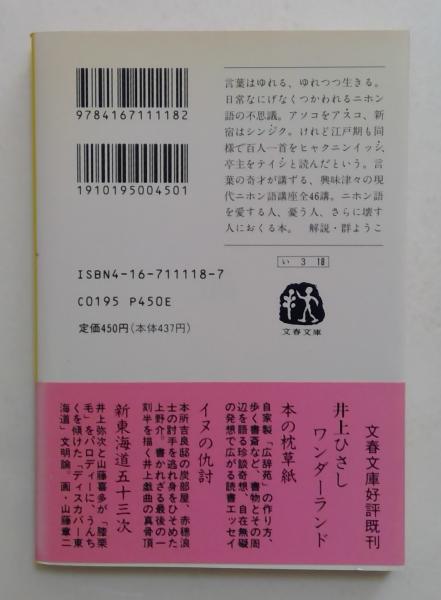 9784167111182
1910195004501
言葉はゆれる、ゆれつつ生きる。
日常なにげなくつかわれるニホン
語の不思議。アソコをアスコ、新
宿はシンジク。けれど江戸期も同
様で百人一首をヒャクニンイッシ、
亭主をテイシと読んだという。言
葉の奇才が講ずる、興味津々の現
代ニホン語講座全46講。ニホン語
を愛する人、憂う人、さらに壊す
人におくる本。 解説・群ようこ
い 3 18
文春文庫
ISBN4-16-711118-7
C0195 P450E
定価450円(本体437円)
文春文庫好評既刊
井上ひさし
ワンダーランド
本の枕草紙
自家製「広辞苑」の作り方、
歩く書斎など、書物とその周
辺を語る珍談奇想、自在無礙
の発想で広がる読書エッセイ
イヌの仇討
本所吉良邸の炭部屋、赤穂浪
士の討手を逃れ身をひそめた
上野介。書かれざる最後の一
刻半を描く井上戯曲の真骨頂
新東海道五十三次
井上弥次と山藤喜多が「膝栗
毛」をパロディーに、うんち
くを傾けた「ディスカバー東
海道」文明論。画・山藤章二